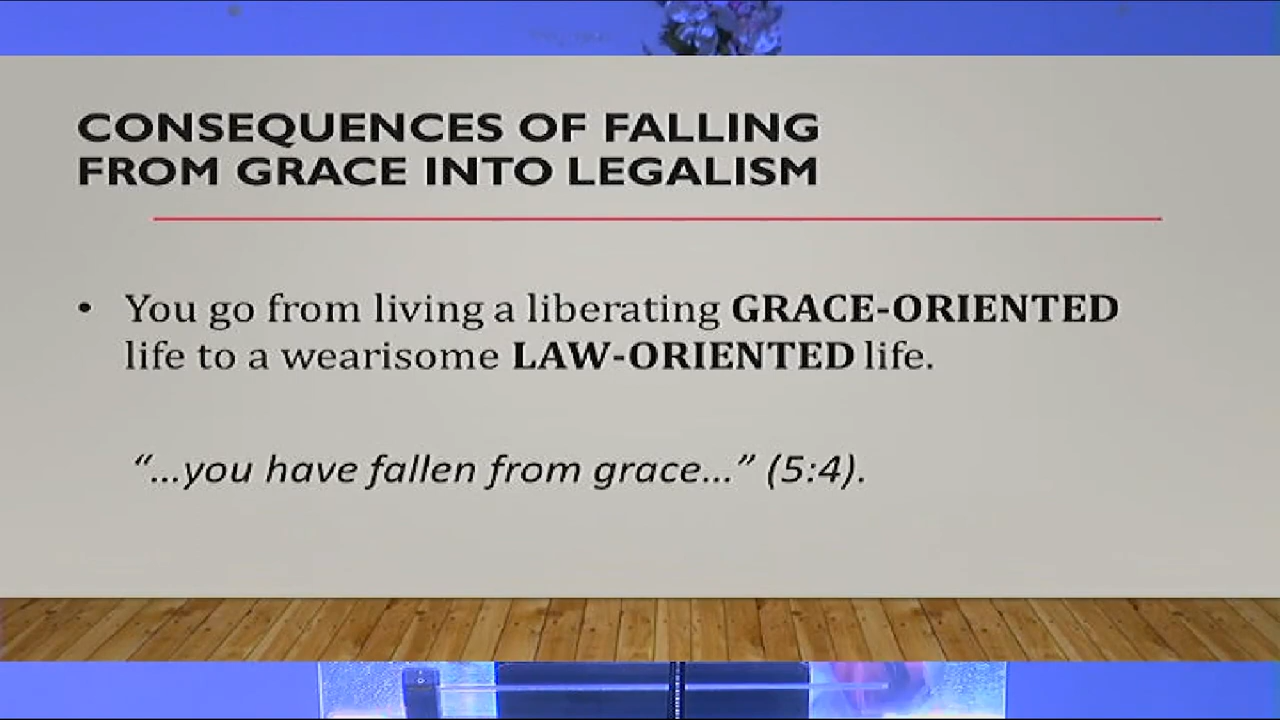 CONSEQUENCES OF FALLING
FROM GRACE INTO LEGALISM
• You go from living a liberating GRACE-ORIENTED
life to a wearisome LAW-ORIENTED life.
“...you have fallen from grace...” (5:4).